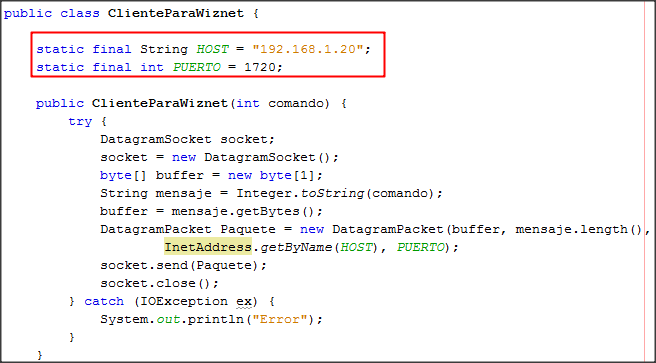 public class ClienteParaWiznet {
static final String HOST = "192.168.1.20";
static final int PUERTO = 1720;
public ClienteParaWiznet(int comando) {
try {
DatagramSocket socket;
socket = new DatagramSocket();
byte[] buffer = new byte[1];
String mensaje = Integer.toString(comando);
buffer = mensaje.getBytes();
DatagramPacket Paquete = new DatagramPacket(buffer, mensaje.length(),
InetAddress.getByName(HOST), PUERTO);
socket.send(Paquete);
socket.close();
} catch (IOException ex) {
System.out.println("Error");
}
}